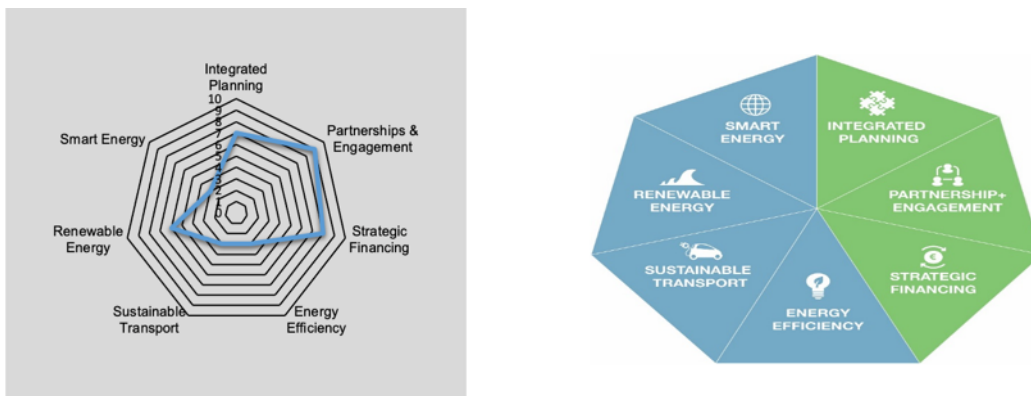 Integrated
Planning
10
9
8
7
6
5
4
3
2
1
0
Partnerships &
Engagement
Strategic
Financing
Energy
Efficiency
Sustainable
Transport
Renewable
Energy
Smart Energy
SMART
ENERGY
INTEGRATED
PLANNING
RENEWABLE
ENERGY
PARTNERSHIP+
ENGAGEMENT
SUSTAINABLE
TRANSPORT
STRATEGIC
FINANCING
ENERGY
EFFICIENCY